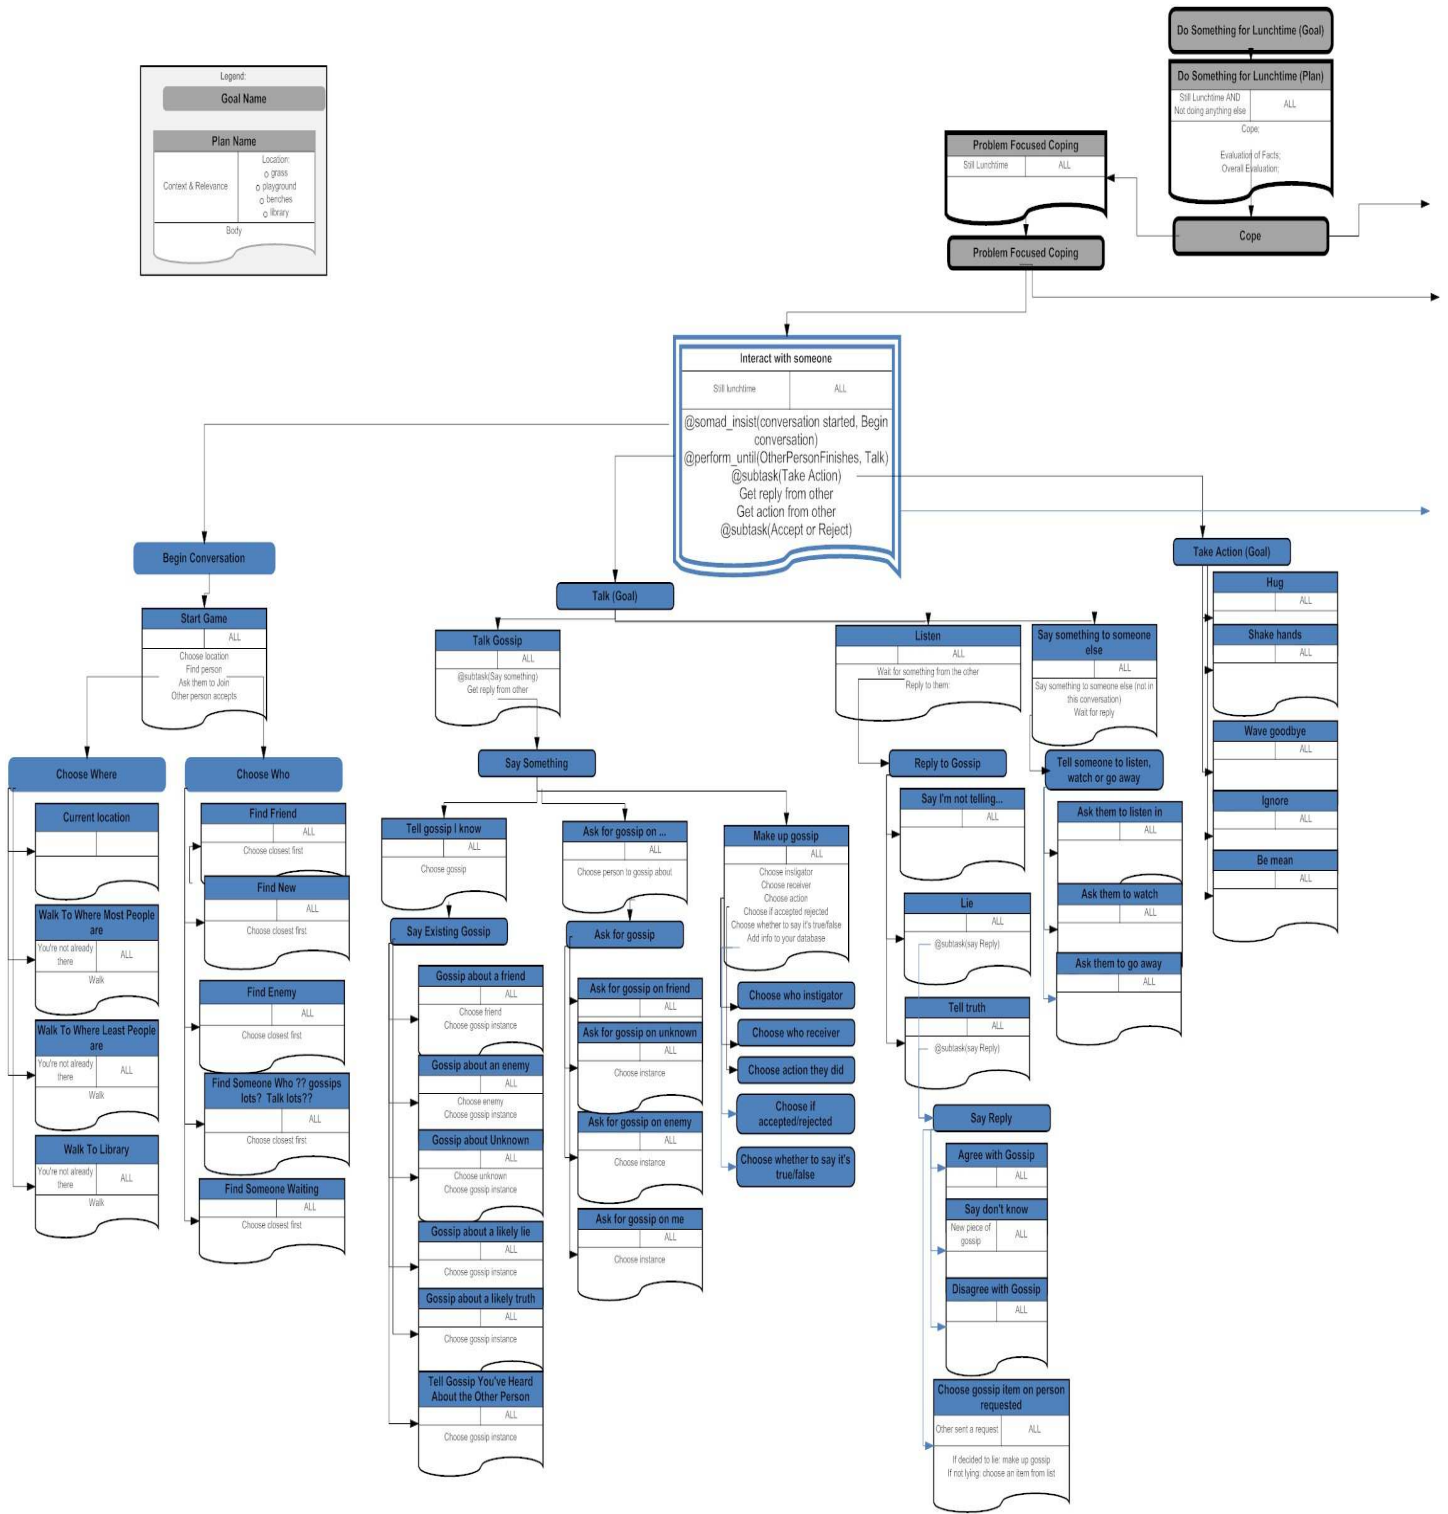 Legend:
Goal Name
Plan Name
Context & Relevance
Location:
grass
playground
benches
library
Body
Do Something for Lunchtime (Goal)
Do Something for Lunchtime (Plan)
Still Lunchtime AND
Not doing anything else
ALL
Cope;
Evaluation of Facts;
Overall Evaluation;
Cope
Problem Focused Coping
Still Lunchtime
ALL
Problem Focused Coping
Interact with someone
Still lunchtime
ALL
@somad_insist(conversation started, Begin
conversation)
@perform_until(OtherPersonFinishes, Talk)
@subtask(Take Action)
Get reply from other
Get action from other
@subtask(Accept or Reject)
Begin Conversation
Start Game
ALL
Choose location
Find person
Ask them to Join
Other person accepts
Choose Where
Current location
Walk To Where Most People
are
You're not already
there
ALL
Walk
Walk To Where Least People
are
You're not already
there
ALL
Walk
Walk To Library
You're not already
there
ALL
Walk
Choose Who
Find Friend
ALL
Choose closest first
Find New
ALL
Choose closest first
Find Enemy
ALL
Choose closest first
Find Someone Who ?? gossips
lots? Talk lots??
ALL
Choose closest first
Find Someone Waiting
ALL
Choose closest first
Talk (Goal)
Talk Gossip
ALL
@subtask(Say something)
Get reply from other
Say Something
Tell gossip I know
ALL
Choose gossip
Say Existing Gossip
Gossip about a friend
ALL
Choose friend
Choose gossip instance
Gossip about an enemy
ALL
Choose enemy
Choose gossip instance
Gossip about Unknown
ALL
Choose unknown
Choose gossip instance
Gossip about a likely lie
ALL
Choose gossip instance
Gossip about a likely truth
ALL
Choose gossip instance
Tell Gossip You've Heard
About the Other Person
ALL
Choose gossip instance
Ask for gossip on ...
ALL
Choose person to gossip about
Ask for gossip
Ask for gossip on friend
ALL
Ask for gossip on unknown
ALL
Choose instance
Ask for gossip on enemy
ALL
Choose instance
Ask for gossip on me
ALL
Choose instance
Make up gossip
ALL
Choose instigator
Choose receiver
Choose action
Choose if accepted rejected
Choose whether to say it's true/false
Add info to your database
Choose who instigator
Choose who receiver
Choose action they did
Choose if
accepted/rejected
Choose whether to say it's
true/false
Listen
ALL
Wait for something from the other
Reply to them:
Reply to Gossip
Say I'm not telling...
ALL
Lie
ALL
@subtask(say Reply)
Tell truth
ALL
@subtask(say Reply)
Say Reply
Agree with Gossip
ALL
Say don't know
New piece of
gossip
ALL
Disagree with Gossip
ALL
Choose gossip item on person
requested
Other sent a request
ALL
If decided to lie: make up gossip
If not lying: choose an item from list
Say something to someone
else
ALL
Say something to someone else (not in
this conversation)
Wait for reply
Tell someone to listen,
watch or go away
Ask them to listen in
ALL
Ask them to watch
ALL
Ask them to go away
ALL
Take Action (Goal)
Hug
ALL
Shake hands
ALL
Wave goodbye
ALL
Ignore
ALL
Be mean
ALL